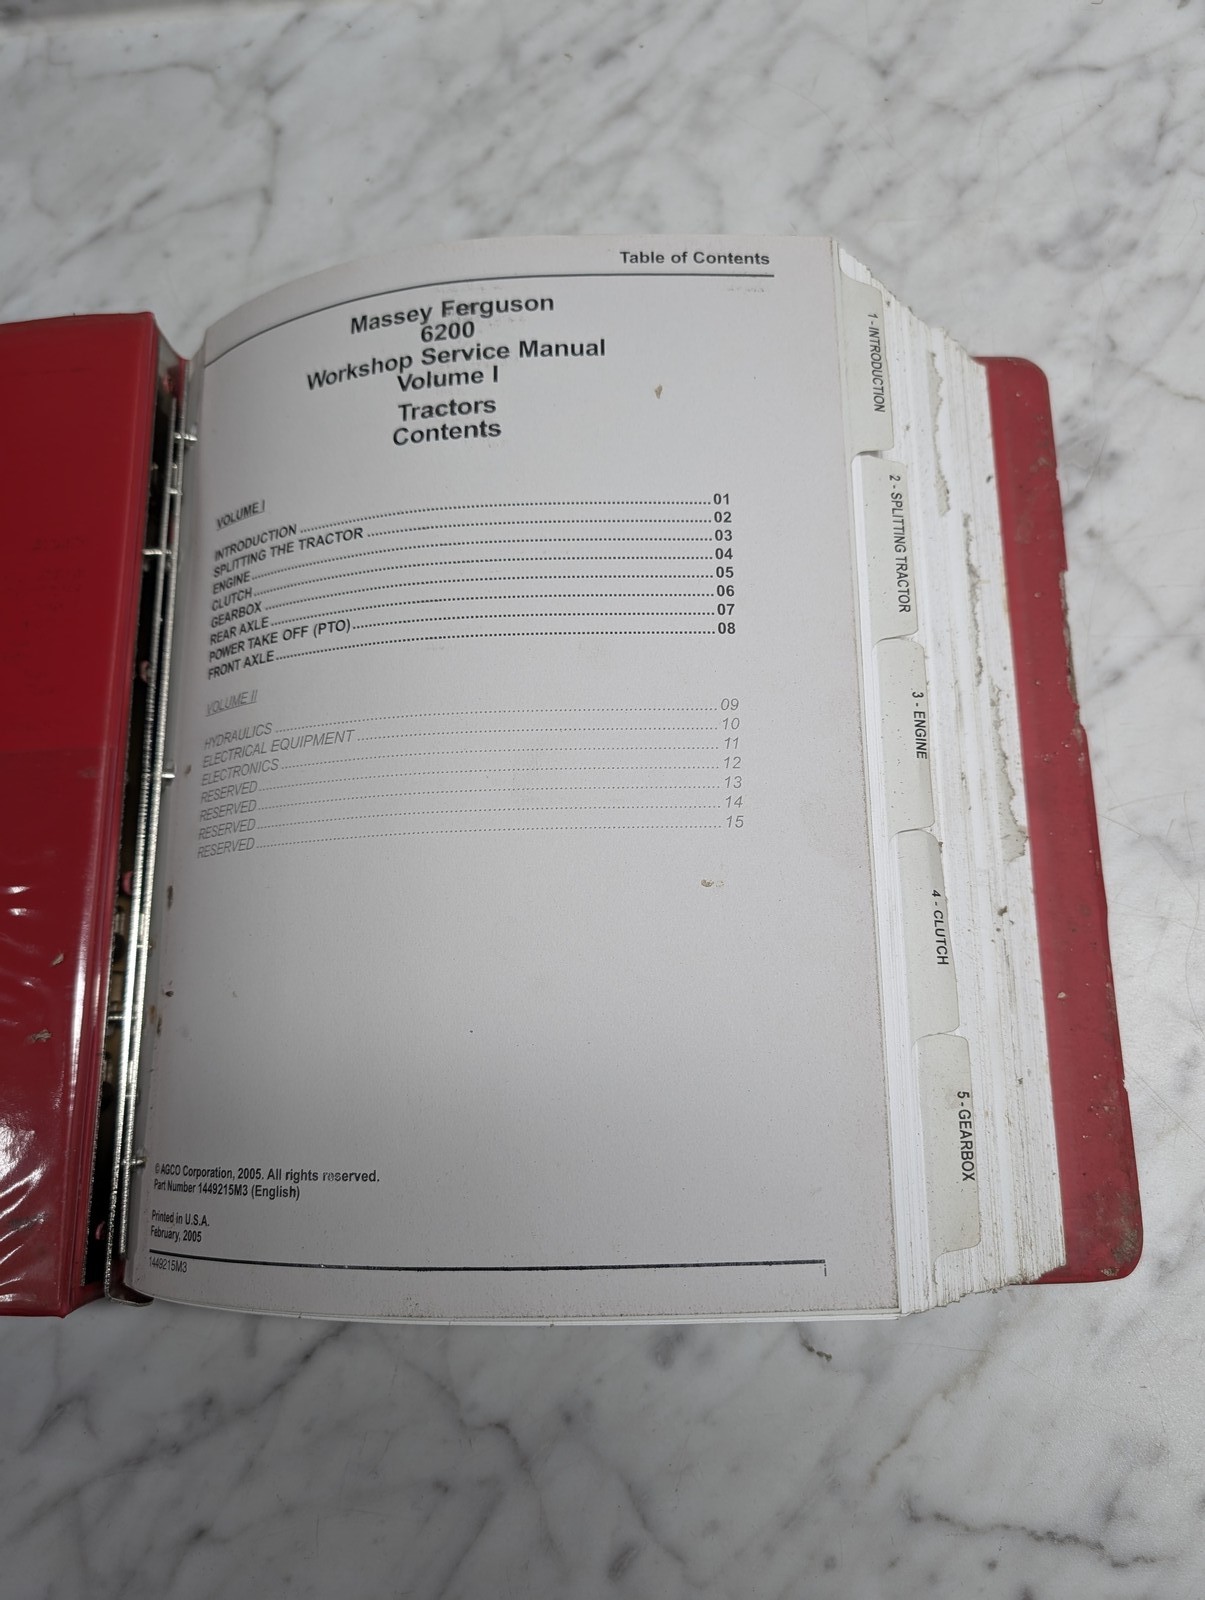 Table of Contents
Massey Ferguson
6200
Workshop Service Manual
Volume I
Tractors
Contents
VOLUME I
INTRODUCTION ........ 01
SPLITTING THE TRACTOR ........ 02
ENGINE ........ 03
CLUTCH ........ 04
GEARBOX ........ 05
REAR AXLE ........ 06
POWER TAKE OFF (PTO) ........ 07
FRONT AXLE ........ 08
VOLUME II
HYDRAULICS ........ 09
ELECTRICAL EQUIPMENT ........ 10
ELECTRONICS ........ 11
RESERVED ........ 12
RESERVED ........ 13
RESERVED ........ 14
RESERVED ........ 15
© AGCO Corporation, 2005. All rights reserved.
Part Number 1449215M3 (English)
Printed in U.S.A.
February, 2005
1449215M3
i
1 - INTRODUCTION
2 - SPLITTING TRACTOR
3 - ENGINE
4 - CLUTCH
5 - GEARBOX